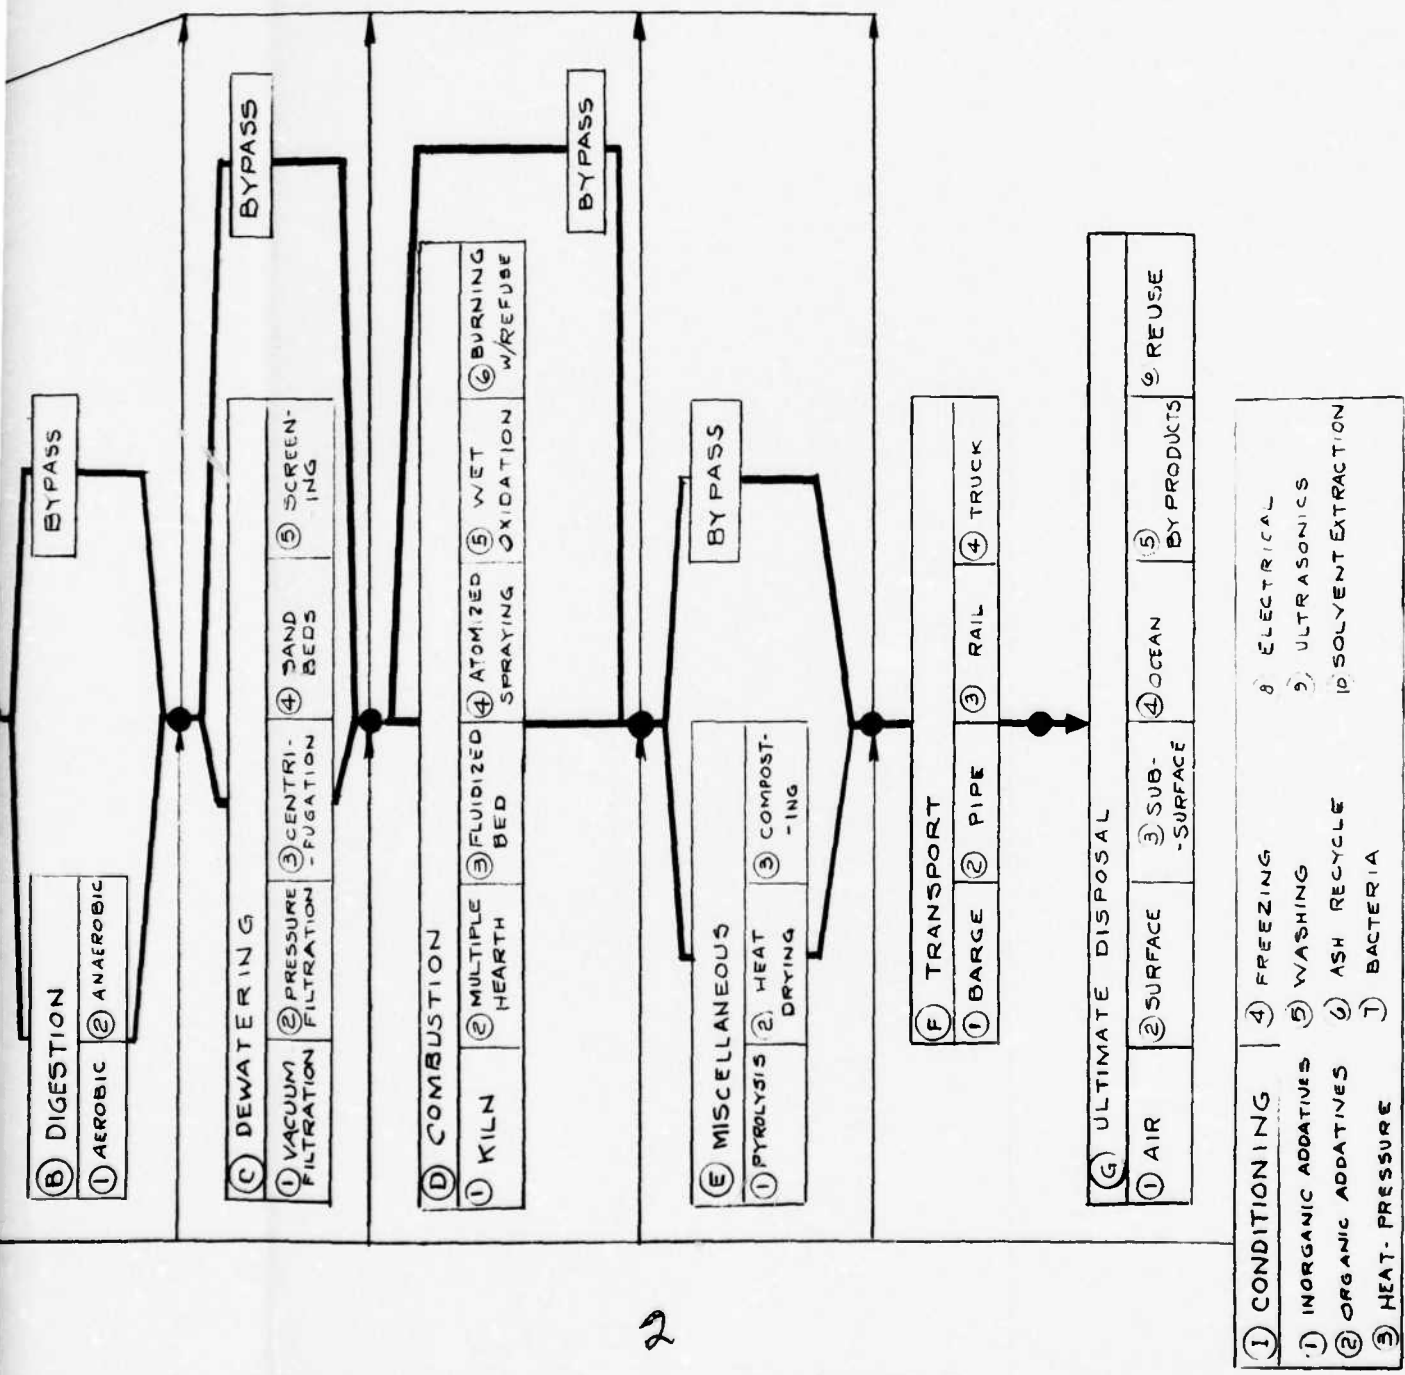 BYPASS
Ⓑ DIGESTION
① AEROBIC
② ANAEROBIC
BYPASS
Ⓒ DEWATERING
① VACUUM
FILTRATION
② PRESSURE
FILTRATION
③ CENTRI-
-FUGATION
④ SAND
BEDS
⑤ SCREEN-
-ING
Ⓓ COMBUSTION
① KILN
② MULTIPLE
HEARTH
③ FLUIDIZED
BED
④ ATOMIZED
SPRAYING
⑤ WET
OXIDATION
⑥ BURNING
W/REFUSE
BYPASS
BYPASS
Ⓔ MISCELLANEOUS
① PYROLYSIS
② HEAT
DRYING
③ COMPOST-
-ING
Ⓕ TRANSPORT
① BARGE
② PIPE
③ RAIL
④ TRUCK
Ⓖ ULTIMATE DISPOSAL
① AIR
② SURFACE
③ SUB-
-SURFACE
④ OCEAN
⑤
BYPRODUCTS
⑥ REUSE
Ⓘ CONDITIONING
① INORGANIC ADDATIVES
② ORGANIC ADDATIVES
③ HEAT-PRESSURE
④ FREEZING
⑤ WASHING
⑥ ASH RECYCLE
⑦ BACTERIA
8 ELECTRICAL
9 ULTRASONICS
10 SOLVENT EXTRACTION
2